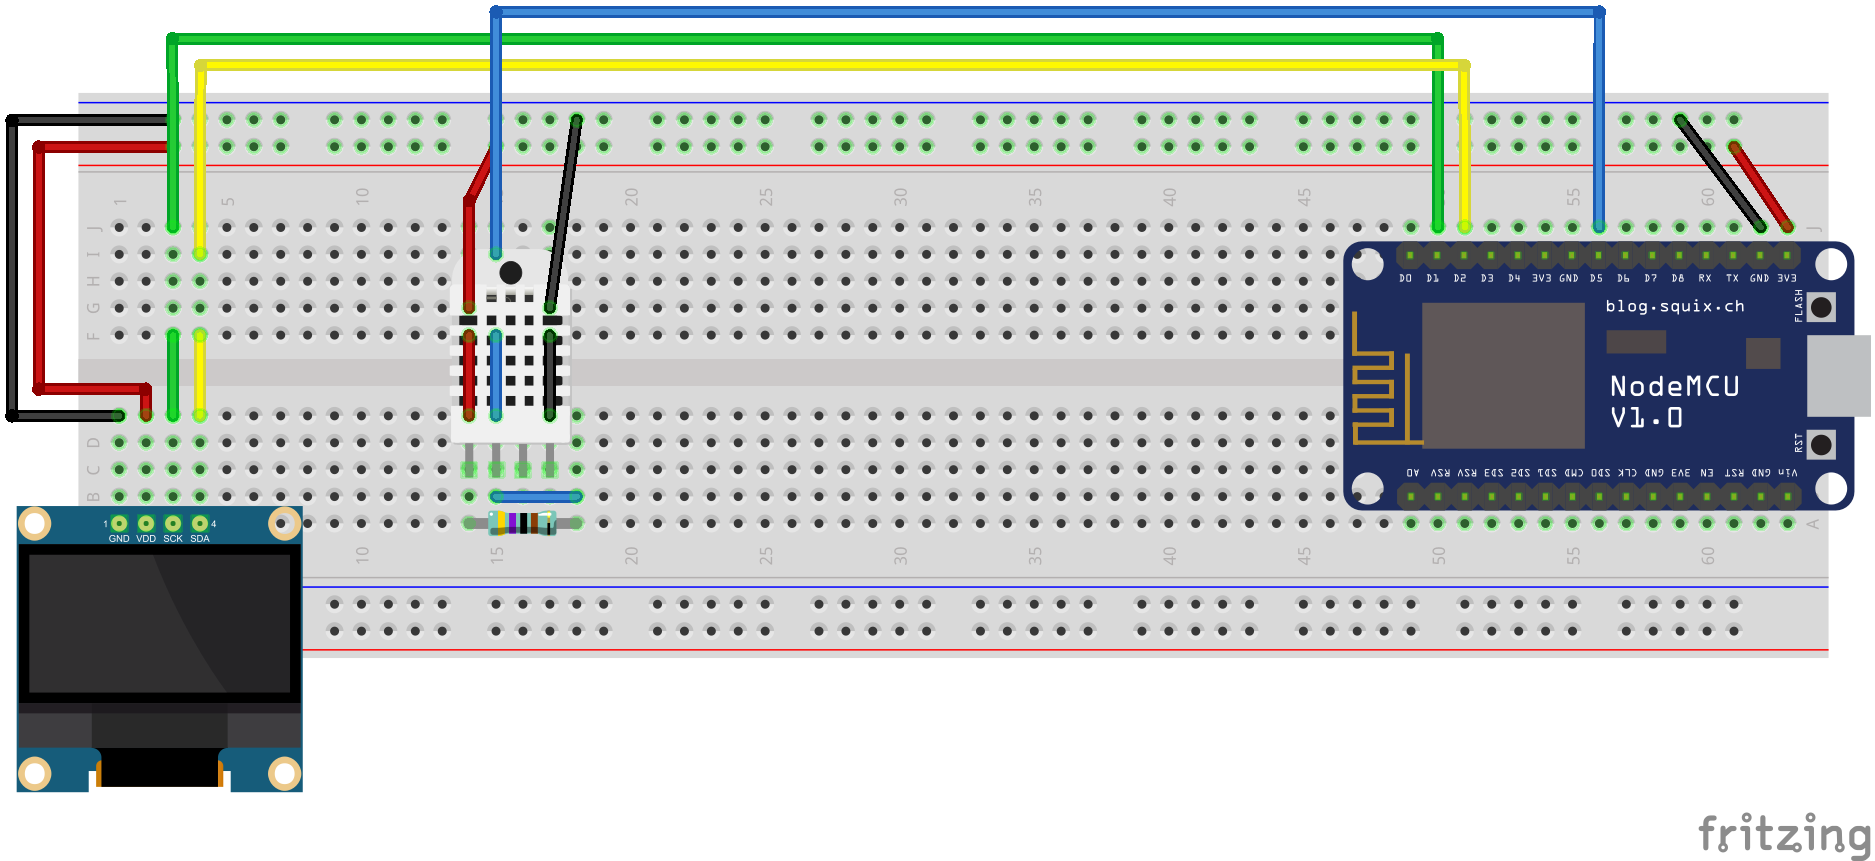 1 5 10 15 20 25 30 35 40 45 50 55 60
J
I
H
G
F
D
C
B
A
J
D0 D1 D2 D3 D4 3V3 GND D5 D6 D7 D8 RX TX GND 3V3
FLASH
blog.squix.ch
NodeMCU
V1.0
RST
A0 RSV RSV SD3 SD2 SD1 CMD SD0 CLK GND 3V3 EN RST GND Vin
A
1 4
GND VDD SCK SDA
10 15 20 25 30 35 40 45 50 55 60
fritzing